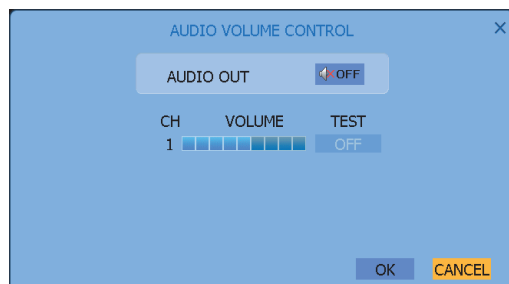 AUDIO VOLUME CONTROL
AUDIO OUT OFF
CH VOLUME TEST
1 OFF
OK CANCEL